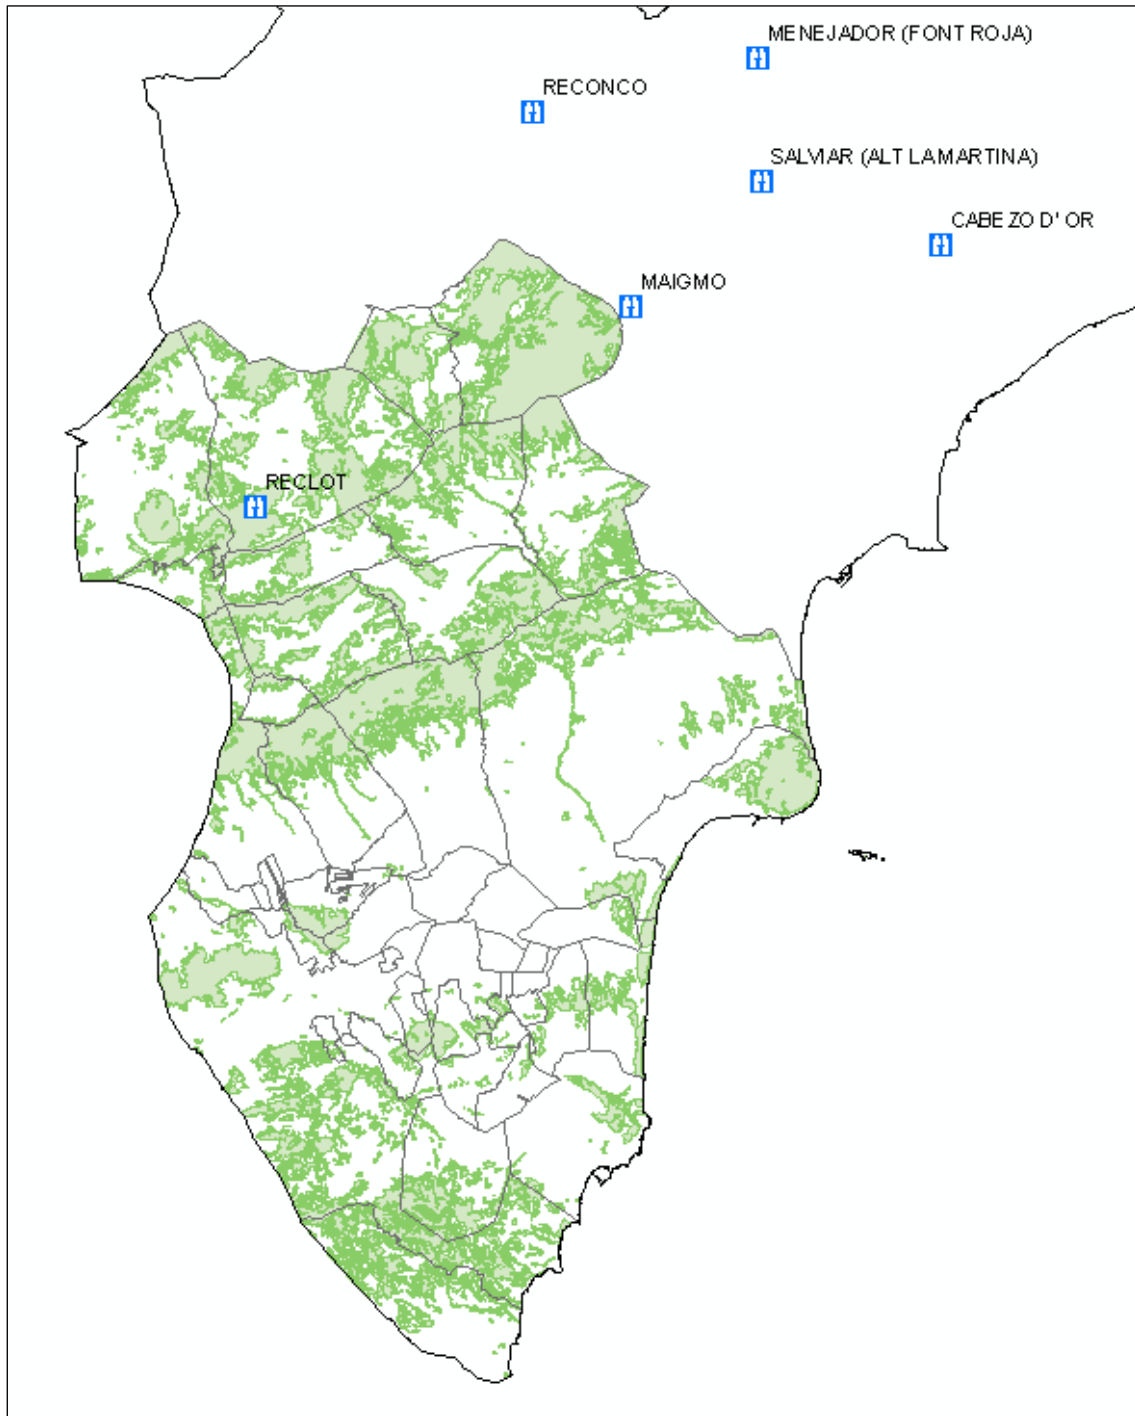 MENEJADOR (FONT ROJA)
RECONCO
SALVIAR (ALT LAMARTINA)
CABEZO D' OR
MAIGMO
RECLOT